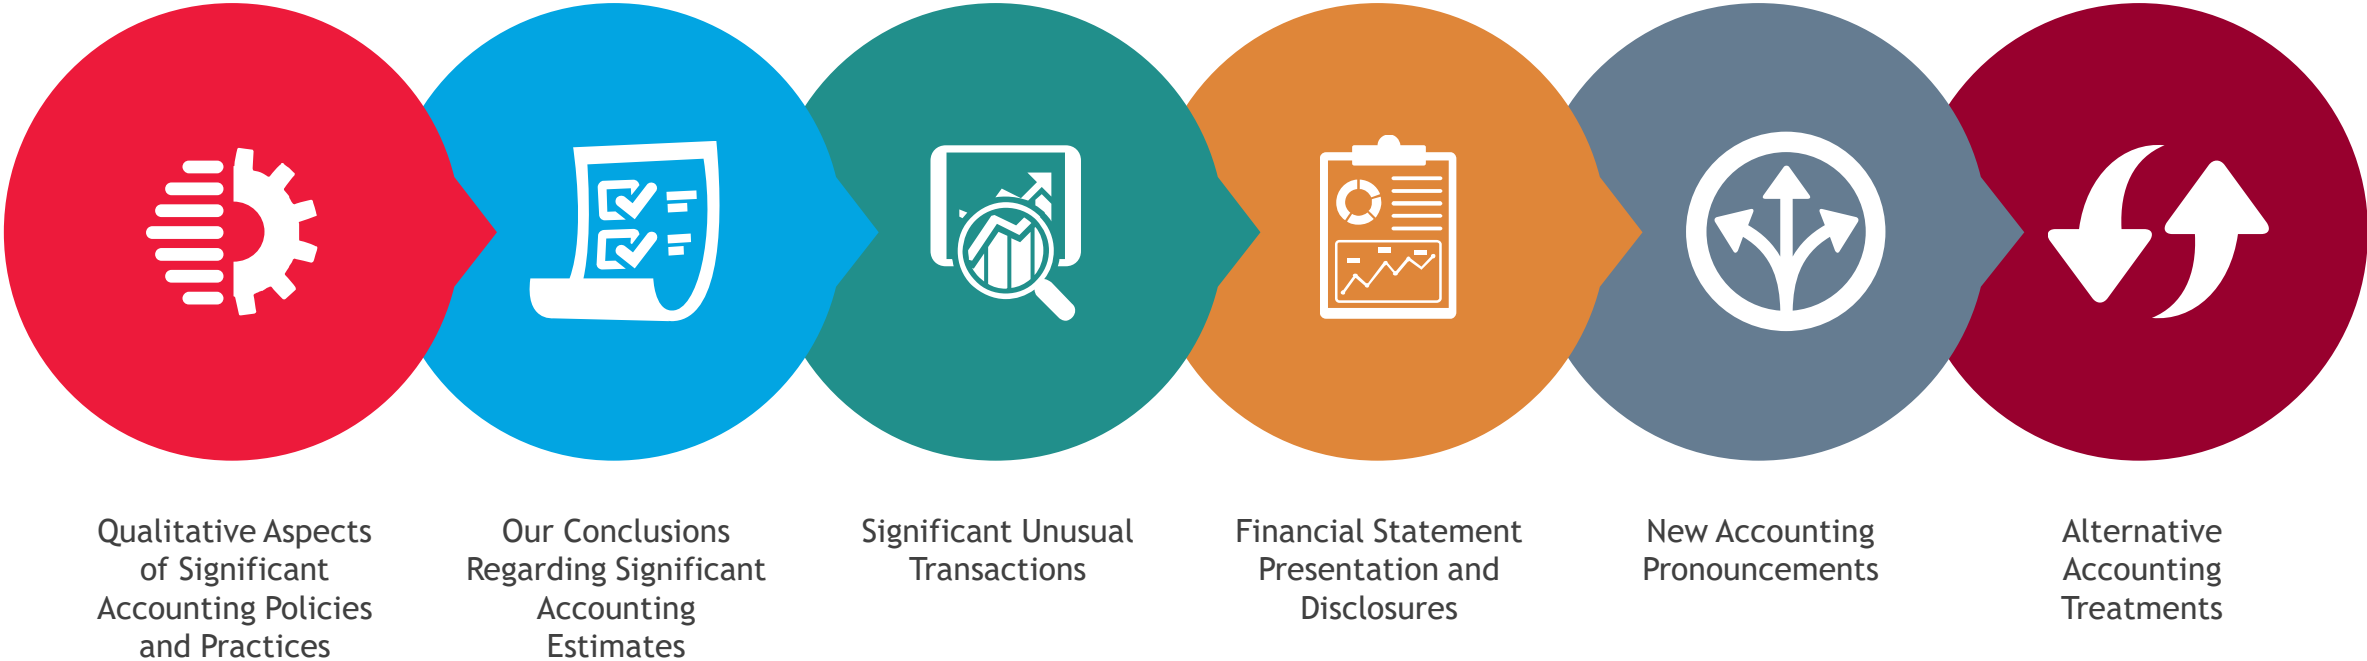 Qualitative Aspects
of Significant
Accounting Policies
and Practices
Our Conclusions
Regarding Significant
Accounting
Estimates
Significant Unusual
Transactions
Financial Statement
Presentation and
Disclosures
New Accounting
Pronouncements
Alternative
Accounting
Treatments